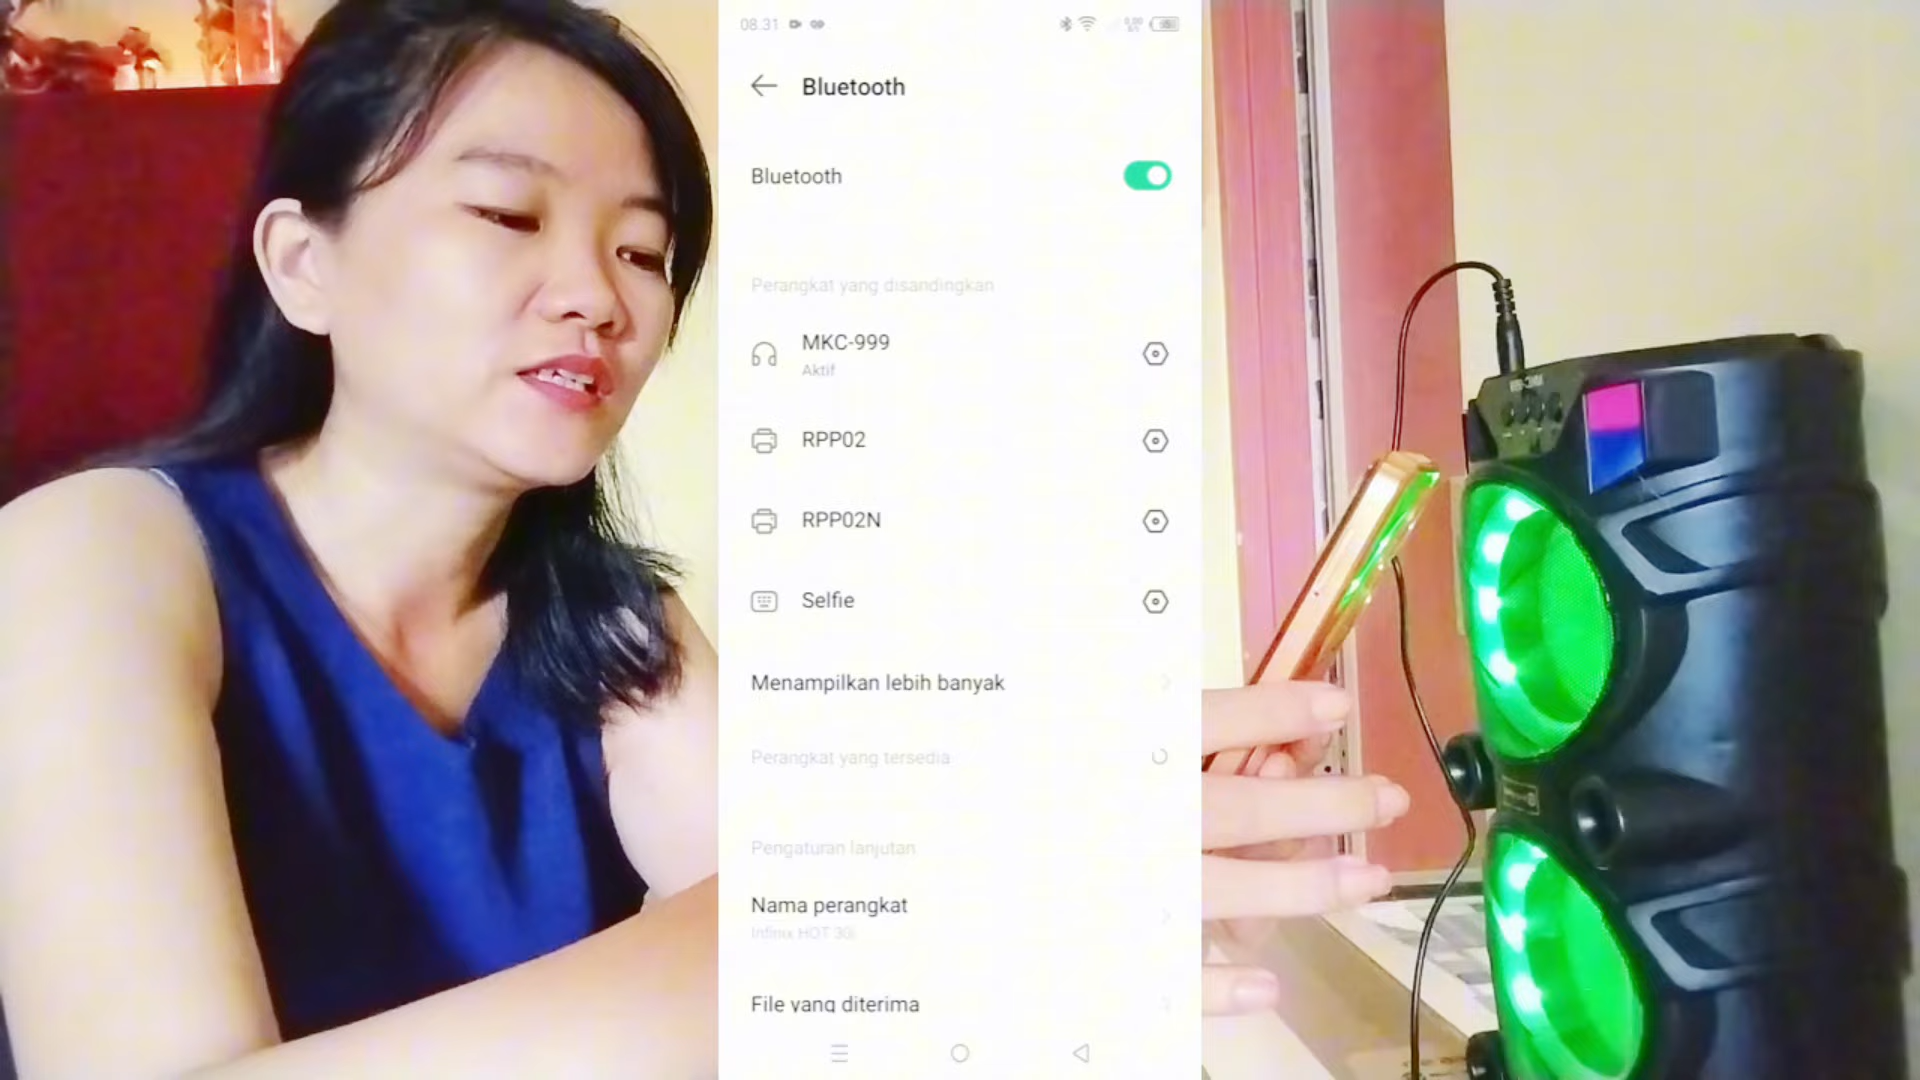 08.31
Bluetooth
Bluetooth
Perangkat yang disandingkan
MKC-999
Aktif
RPP02
RPP02N
Selfie
Menampilkan lebih banyak
Perangkat yang tersedia
Pengaturan lanjutan
Nama perangkat
Infinix HOT 30i
File yang diterima